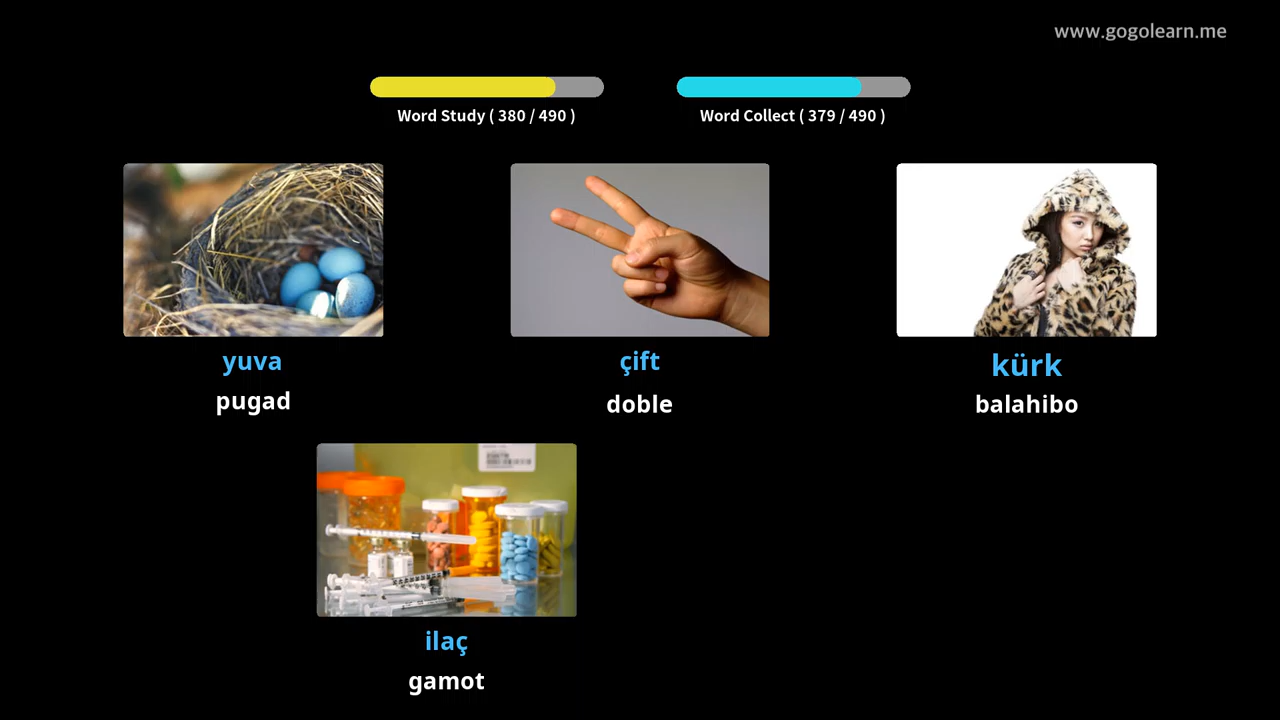 www.gogolearn.me
Word Study ( 380 / 490 )
Word Collect ( 379 / 490 )
yuva
pugad
çift
doble
kürk
balahibo
ilaç
gamot